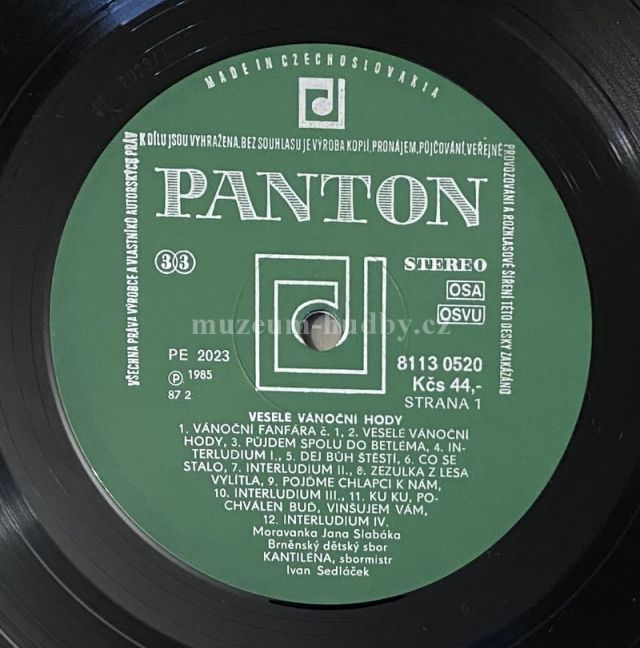 MADE IN CZECHOSLOVAKIA
VŠECHNA PRÁVA VÝROBCE A VLASTNÍKŮ AUTORSKÝCH PRÁV
K DÍLU JSOU VYHRAŽENA. BEZ SOUHLASU JE VÝROBA KOPIÍ, PRONÁJEM, PŮJČOVÁNÍ, VEŘEJNÉ
PROVOZOVÁNÍ A ROZHLASOVÉ ŠÍŘENÍ TÉTO DESKY ZAKÁZÁNO
PANTON
33
STEREO
OSA
OSVU
muzeum-hudby.cz
PE 2023
Ⓟ 1985
87 2
8113 0520
Kčs 44,-
STRANA 1
VESELÉ VÁNOČNÍ HODY
1. VÁNOČNÍ FANFÁRA č. 1, 2. VESELÉ VÁNOČNÍ
HODY, 3. PŮJDEM SPOLU DO BETLÉMA, 4. IN-
TERLUDIUM I., 5. DEJ BŮH ŠTĚSTÍ, 6. CO SE
STALO, 7. INTERLUDIUM II., 8. ZEZULKA Z LESA
VYLÍTLA, 9. POJĎME CHLAPCI K NÁM,
10. INTERLUDIUM III., 11. KU KU, PO-
CHVÁLEN BUĎ, VINŠUJEM VÁM,
12. INTERLUDIUM IV.
Moravanka Jana Slabáka
Brněnský dětský sbor
KANTILÉNA, sbormistr
Ivan Sedláček